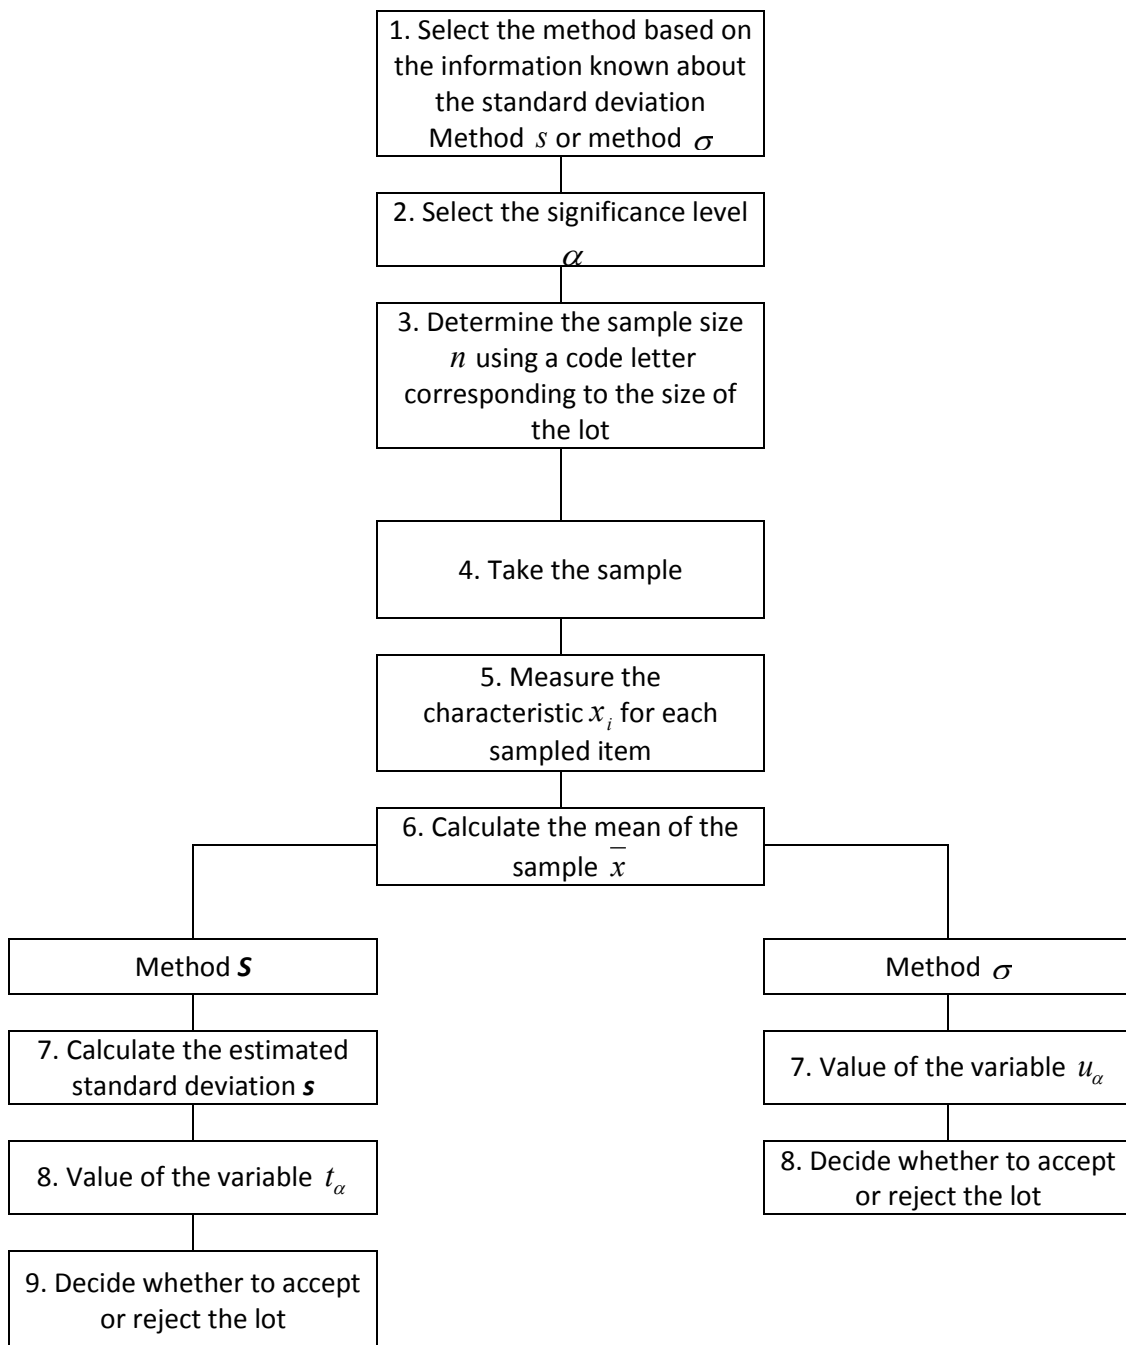 1. Select the method based on
the information known about
the standard deviation
Method s or method σ
2. Select the significance level
α
3. Determine the sample size
n using a code letter
corresponding to the size of
the lot
4. Take the sample
5. Measure the
characteristic xᵢ for each
sampled item
6. Calculate the mean of the
sample x̄
Method S
7. Calculate the estimated
standard deviation s
8. Value of the variable t_α
9. Decide whether to accept
or reject the lot
Method σ
7. Value of the variable u_α
8. Decide whether to accept
or reject the lot